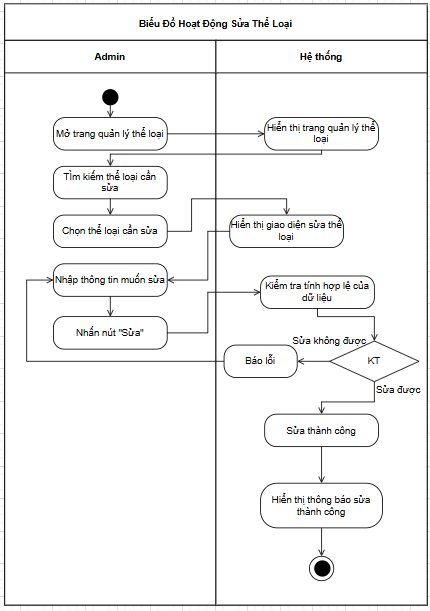 Biểu Đồ Hoạt Động Sửa Thể Loại
Admin
Hệ thống
Mở trang quản lý thể loại
Hiển thị trang quản lý thể
loại
TÌm kiếm thể loại cần
sửa
Chọn thể loại cần sửa
Hiển thị giao diện sửa thể
loại
Nhập thông tin muốn sửa
Kiểm tra tính hợp lệ của
dữ liệu
Nhấn nút "Sửa"
Sửa không được
Báo lỗi
KT
Sửa được
Sửa thành công
Hiển thị thông báo sửa
thành công